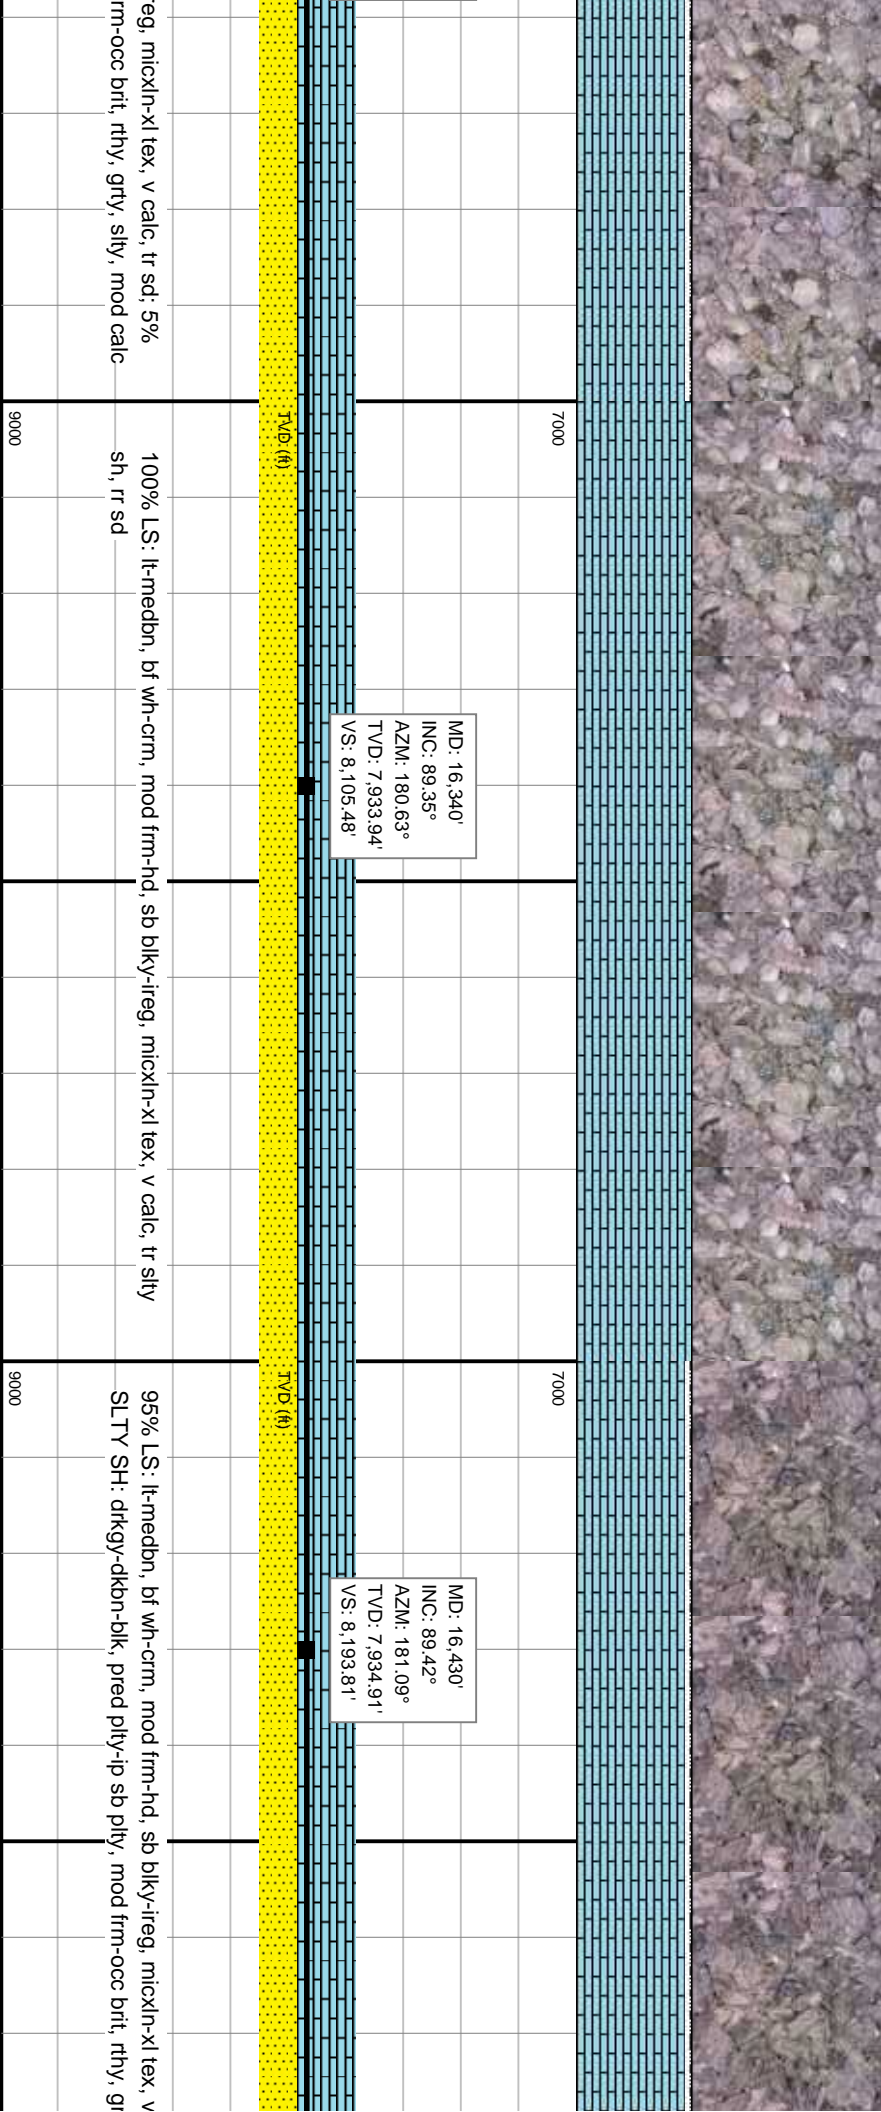 reg, micxln-xl tex, v calc, tr sd; 5%
rm-occ brit, rthy, grty, slty, mod calc
7000
TVD (ft)
9000
MD: 16,340'
INC: 89.35°
AZM: 180.63°
TVD: 7,933.94'
VS: 8,105.48'
100% LS: lt-medbn, bf wh-crm, mod frm-hd, sb blky-ireg, micxln-xl tex, v calc, tr slty
sh, rr sd
7000
TVD (ft)
9000
MD: 16,430'
INC: 89.42°
AZM: 181.09°
TVD: 7,934.91'
VS: 8,193.81'
95% LS: lt-medbn, bf wh-crm, mod frm-hd, sb blky-ireg, micxln-xl tex, v
SLTY SH: drkgy-dkbn-blk, pred plty-ip sb plty, mod frm-occ brit, rthy, gr